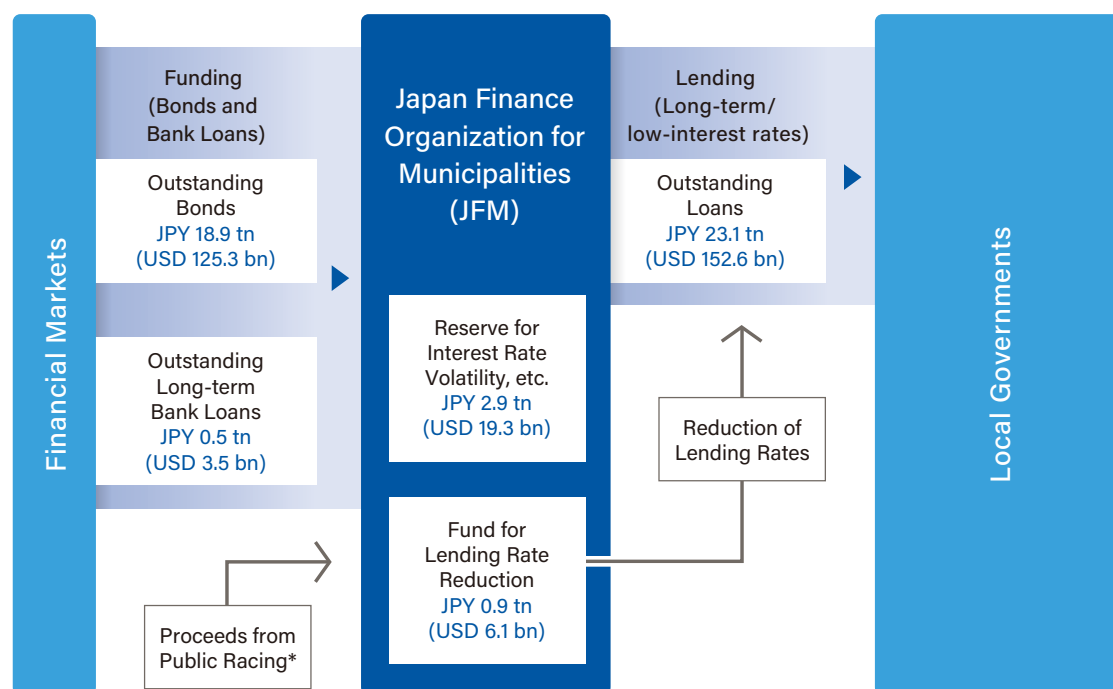 Financial Markets
Funding
(Bonds and
Bank Loans)
Outstanding
Bonds
JPY 18.9 tn
(USD 125.3 bn)
Outstanding
Long-term
Bank Loans
JPY 0.5 tn
(USD 3.5 bn)
Proceeds from
Public Racing*
Japan Finance
Organization for
Municipalities
(JFM)
Reserve for
Interest Rate
Volatility, etc.
JPY 2.9 tn
(USD 19.3 bn)
Fund for
Lending Rate
Reduction
JPY 0.9 tn
(USD 6.1 bn)
Lending
(Long-term/
low-interest rates)
Outstanding
Loans
JPY 23.1 tn
(USD 152.6 bn)
Reduction of
Lending Rates
Local Governments